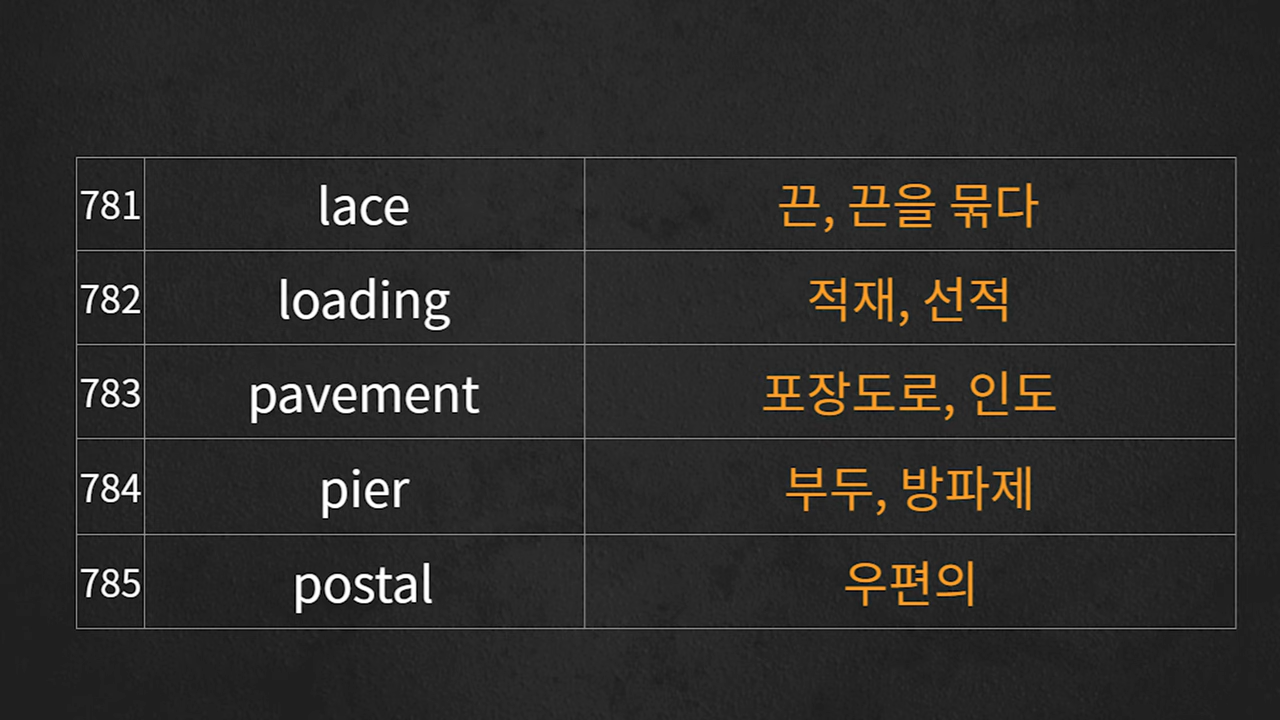 781 lace 끈, 끈을 묶다
782 loading 적재, 선적
783 pavement 포장도로, 인도
784 pier 부두, 방파제
785 postal 우편의